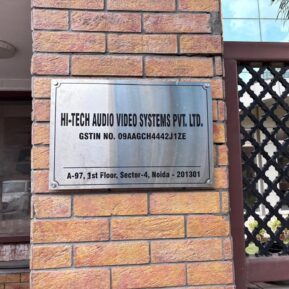 HI-TECH AUDIO VIDEO SYSTEMS PVT. LTD.
GSTIN NO. 09AAGCH4442J1ZE
A-97, 1st Floor, Sector-4, Noida - 201301